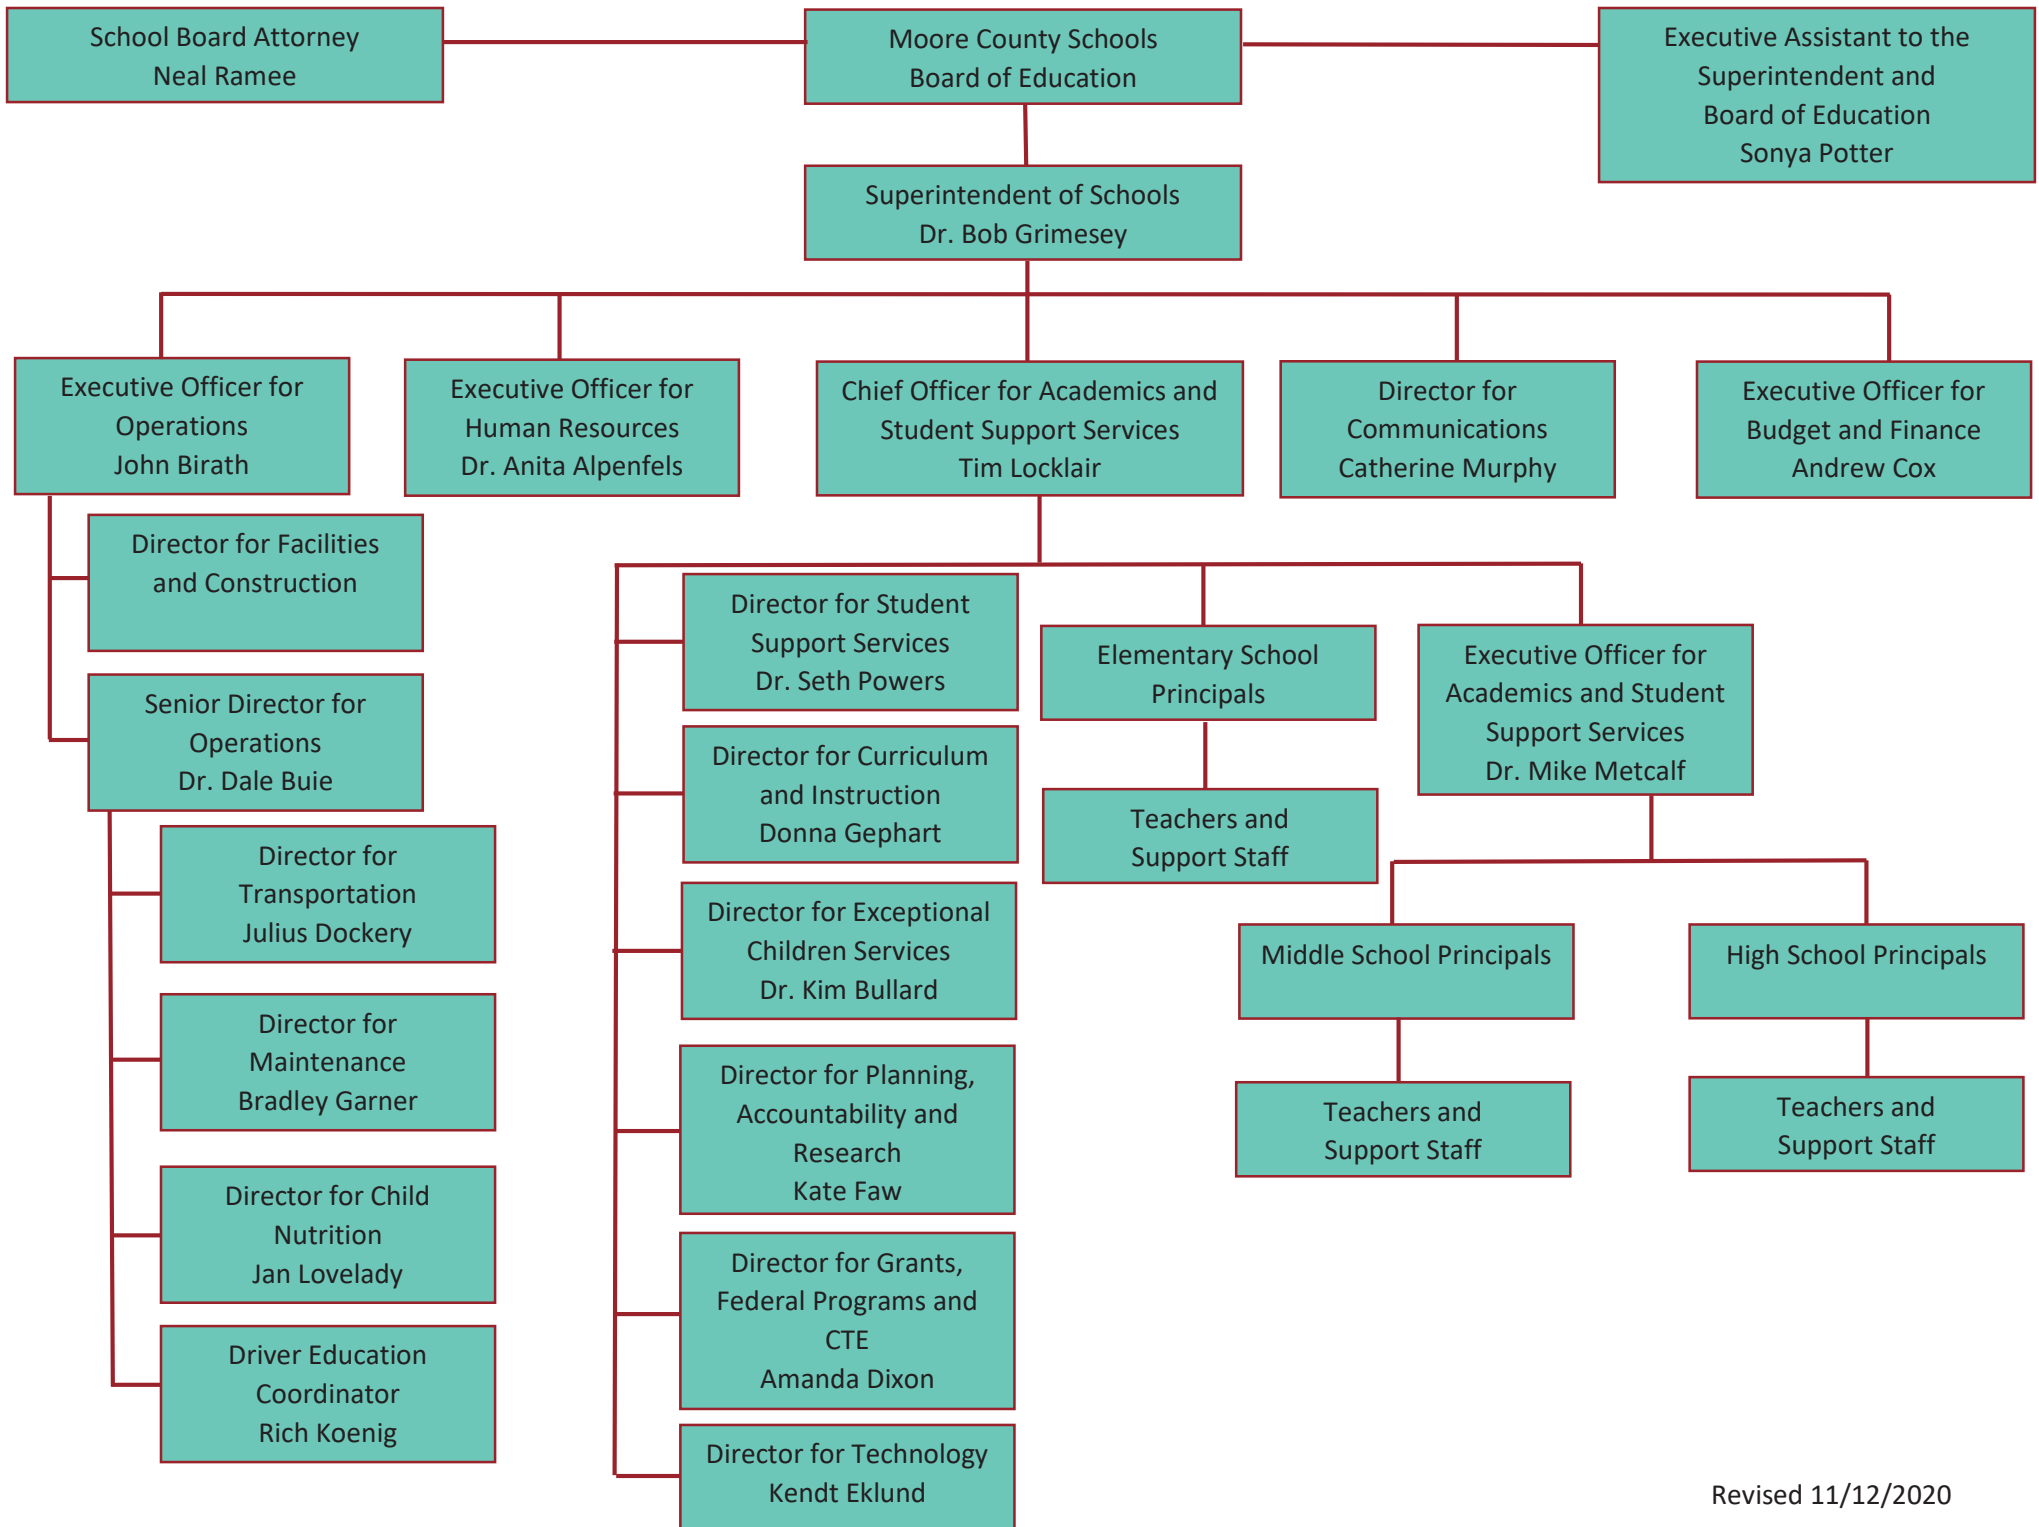 School Board Attorney
Neal Ramee
Moore County Schools
Board of Education
Executive Assistant to the
Superintendent and
Board of Education
Sonya Potter
Superintendent of Schools
Dr. Bob Grimesey
Executive Officer for
Operations
John Birath
Executive Officer for
Human Resources
Dr. Anita Alpenfels
Chief Officer for Academics and
Student Support Services
Tim Locklair
Director for
Communications
Catherine Murphy
Executive Officer for
Budget and Finance
Andrew Cox
Director for Facilities
and Construction
Senior Director for
Operations
Dr. Dale Buie
Director for
Transportation
Julius Dockery
Director for
Maintenance
Bradley Garner
Director for Child
Nutrition
Jan Lovelady
Driver Education
Coordinator
Rich Koenig
Director for Student
Support Services
Dr. Seth Powers
Director for Curriculum
and Instruction
Donna Gephart
Director for Exceptional
Children Services
Dr. Kim Bullard
Director for Planning,
Accountability and
Research
Kate Faw
Director for Grants,
Federal Programs and
CTE
Amanda Dixon
Director for Technology
Kendt Eklund
Elementary School
Principals
Teachers and
Support Staff
Executive Officer for
Academics and Student
Support Services
Dr. Mike Metcalf
Middle School Principals
Teachers and
Support Staff
High School Principals
Teachers and
Support Staff
Revised 11/12/2020